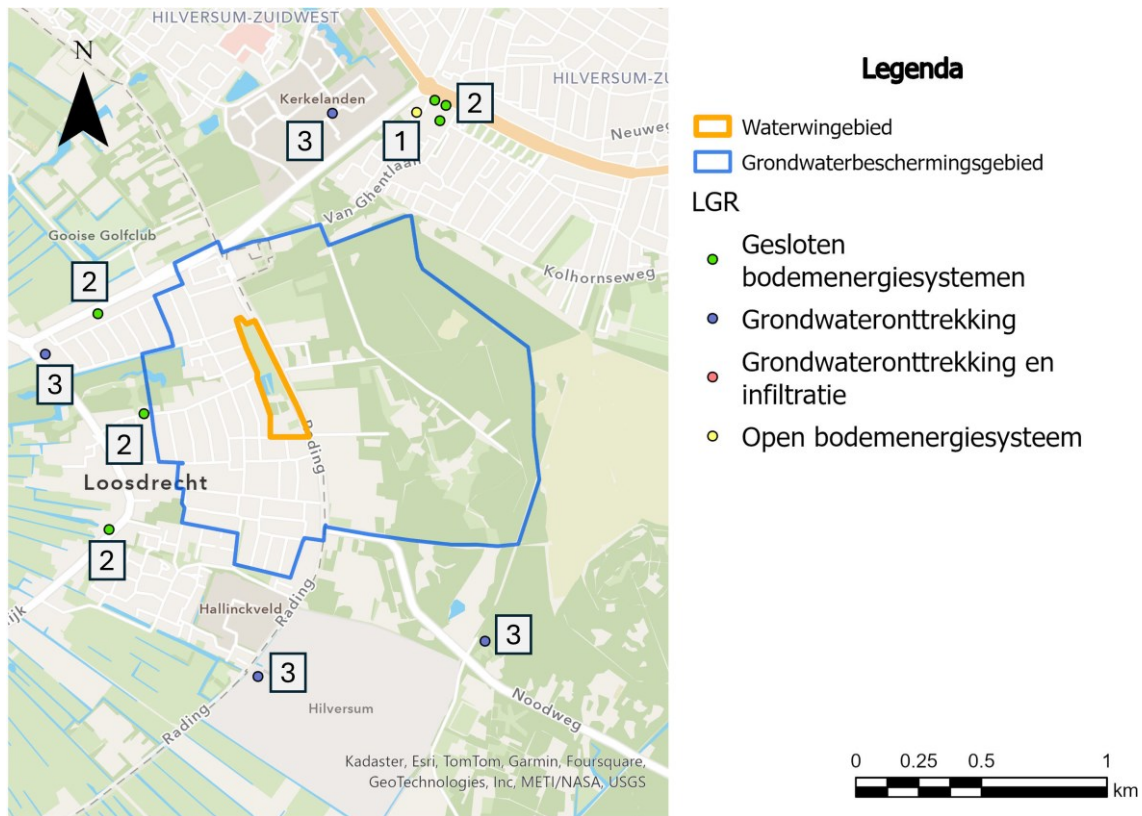 HILVERSUM-ZUIDWEST
N
Kerkelanden
3
1
2
HILVERSUM-ZU
Neuweg
Van Ghentlaan
Gooise Golfclub
Kolhornseweg
2
3
2
Rading
Loosdrecht
2
ijk
Hallinckveld
Rading
3
3
Rading
Hilversum
Noodweg
Kadaster, Esri, TomTom, Garmin, Foursquare,
GeoTechnologies, Inc, METI/NASA, USGS
Legenda
Waterwingebied
Grondwaterbeschermingsgebied
LGR
Gesloten
bodemenergiesystemen
Grondwateronttrekking
Grondwateronttrekking en
infiltratie
Open bodemenergiesysteem
0 0.25 0.5 1
km